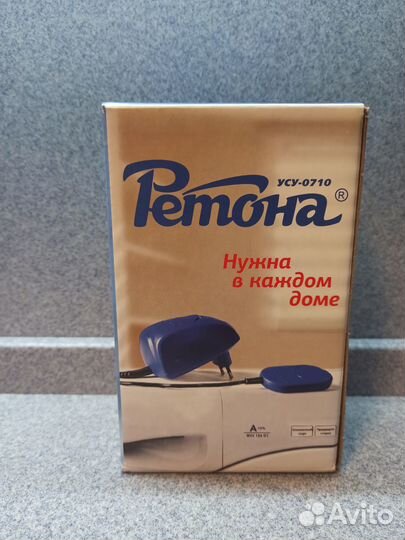 УСУ-0710
Ретона®
Нужна
в каждом
доме
A
Avito